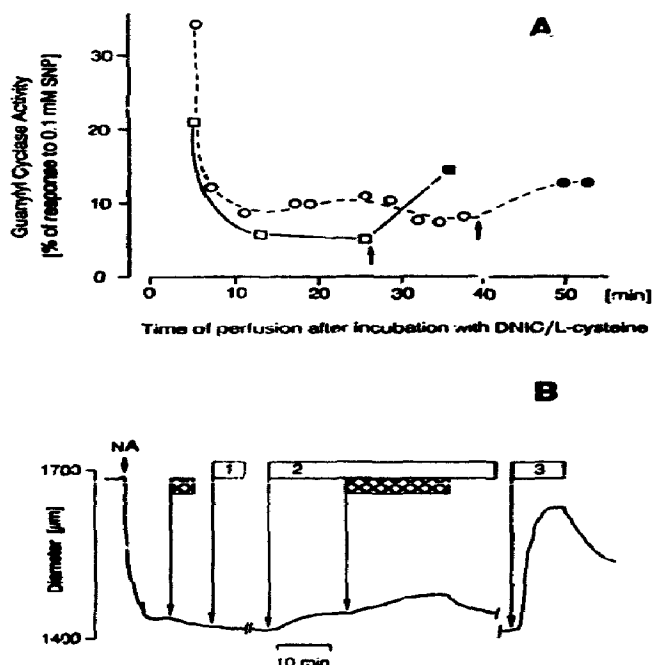 A
Guanylyl Cyclase Activity
[% of response to 0.1 mM SNP]
30
20
10
0
0 10 20 30 40 50 [min]
Time of perfusion after incubation with DNIC/L-cysteine
B
NA
1700
1 2 3
Diameter [µm]
1400
10 min